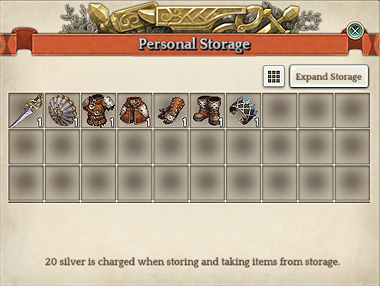 Personal Storage
Expand Storage
1 1 1 1 1 1 1
20 silver is charged when storing and taking items from storage.